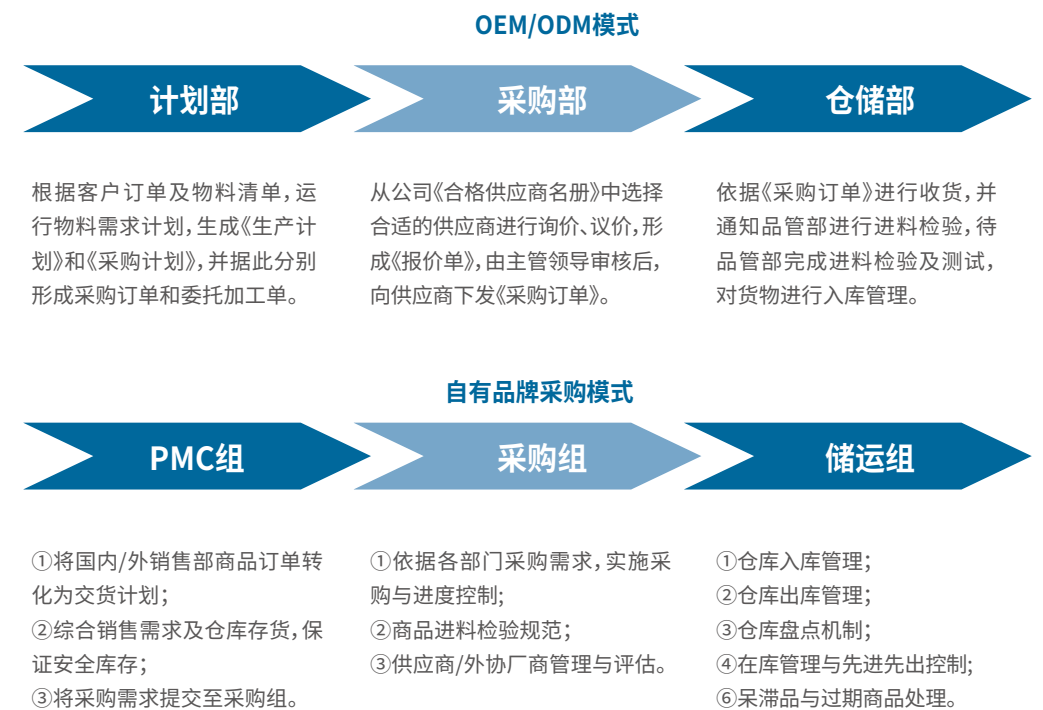 OEM/ODM模式
计划部
采购部
仓储部
根据客户订单及物料清单，运
行物料需求计划，生成《生产计
划》和《采购计划》，并据此分别
形成采购订单和委托加工单。
从公司《合格供应商名册》中选择
合适的供应商进行询价、议价，形
成《报价单》，由主管领导审核后，
向供应商下发《采购订单》。
依据《采购订单》进行收货，并
通知品管部进行进料检验，待
品管部完成进料检验及测试，
对货物进行入库管理。
自有品牌采购模式
PMC组
采购组
储运组
①将国内/外销售部商品订单转
化为交货计划；
②综合销售需求及仓库存货，保
证安全库存；
③将采购需求提交至采购组。
①依据各部门采购需求，实施采
购与进度控制;
②商品进料检验规范；
③供应商/外协厂商管理与评估。
①仓库入库管理；
②仓库出库管理；
③仓库盘点机制；
④在库管理与先进先出控制;
⑥呆滞品与过期商品处理。